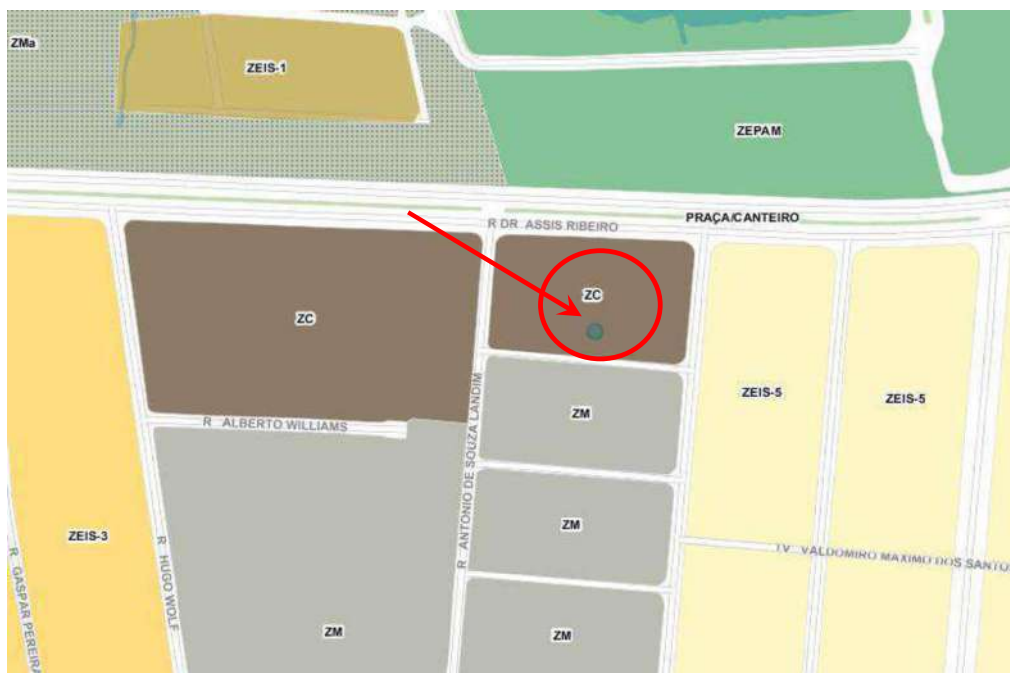 ZMa
ZEIS-1
ZEPAM
PRAÇA/CANTEIRO
R DR. ASSIS RIBEIRO
ZC
ZC
R ALBERTO WILLIAMS
R ANTONIO DE SOUZA LANDIM
ZM
ZEIS-5
ZEIS-5
ZEIS-3
R GASPAR PEREIRA
R HUGO WOLF
ZM
TV VALDOMIRO MAXIMO DOS SANTO
ZM
ZM